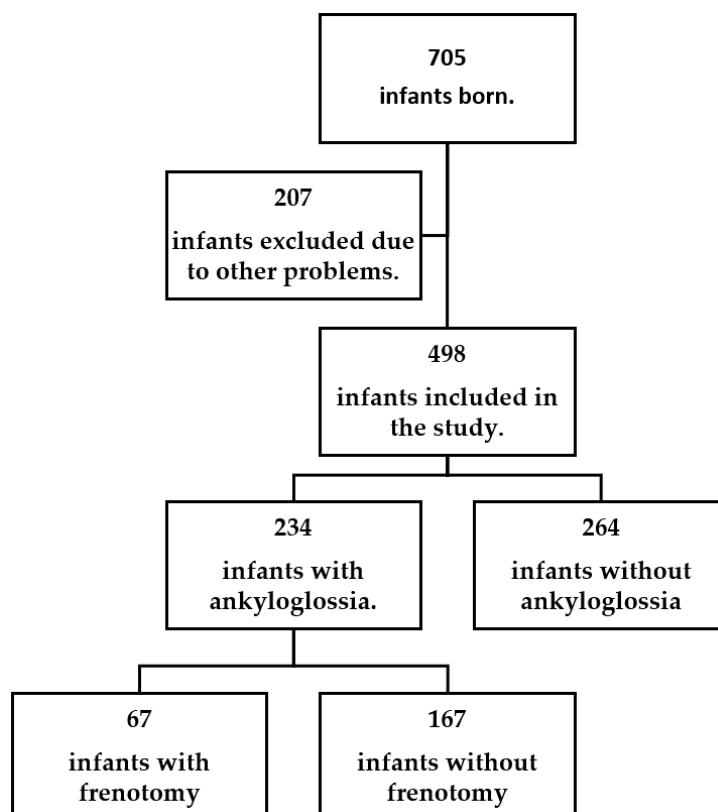 705
infants born.
207
infants excluded due
to other problems.
498
infants included in
the study.
234
infants with
ankyloglossia.
264
infants without
ankyloglossia
67
infants with
frenotomy
167
infants without
frenotomy